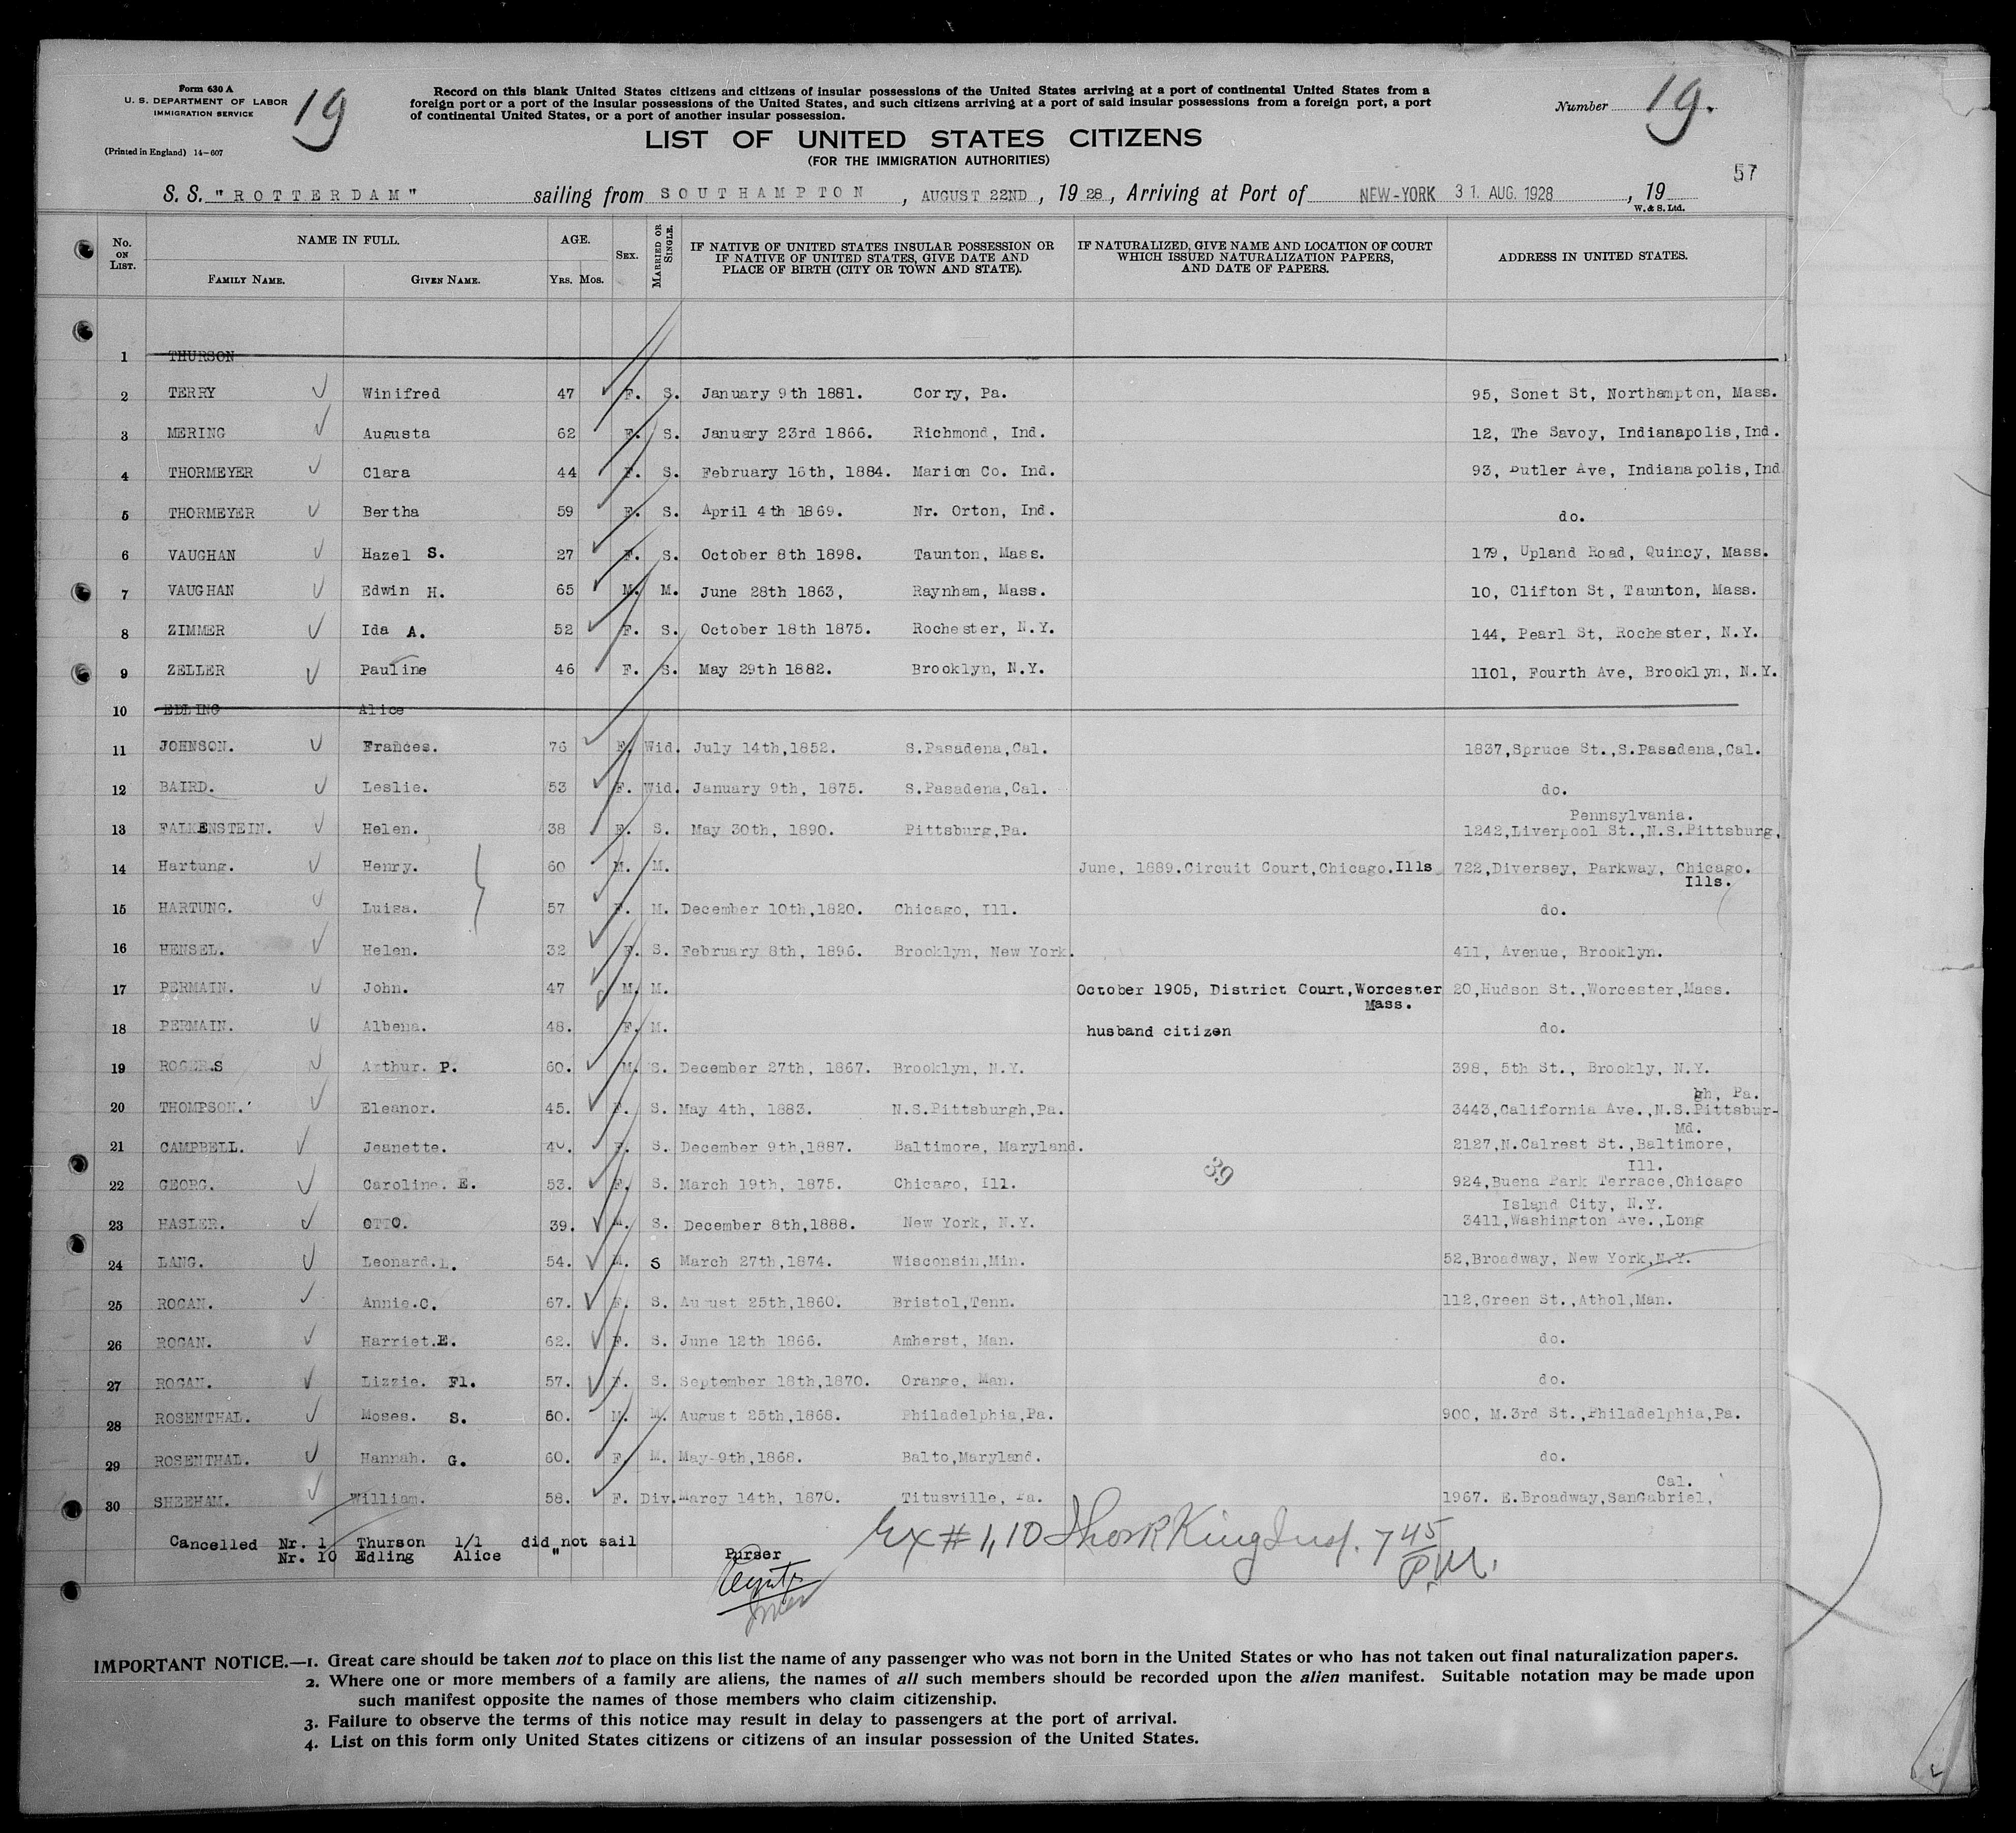 Form 630 A
U. S. DEPARTMENT OF LABOR
IMMIGRATION SERVICE
(Printed in England) 14—607
19
Record on this blank United States citizens and citizens of insular possessions of the United States arriving at a port of continental United States from a
foreign port or a port of the insular possessions of the United States, and such citizens arriving at a port of said insular possessions from a foreign port, a port
of continental United States, or a port of another insular possession.
Number 19.
LIST OF UNITED STATES CITIZENS
(FOR THE IMMIGRATION AUTHORITIES)
57
S. S. "ROTTERDAM" sailing from SOUTHAMPTON, AUGUST 22ND, 1928, Arriving at Port of NEW-YORK 31. AUG. 1928, 19
W. & S. Ltd.
No. ON LIST. NAME IN FULL. FAMILY NAME. GIVEN NAME. AGE. YRS. MOS. SEX. MARRIED OR SINGLE. IF NATIVE OF UNITED STATES INSULAR POSSESSION OR IF NATIVE OF UNITED STATES, GIVE DATE AND PLACE OF BIRTH (CITY OR TOWN AND STATE). IF NATURALIZED, GIVE NAME AND LOCATION OF COURT WHICH ISSUED NATURALIZATION PAPERS, AND DATE OF PAPERS. ADDRESS IN UNITED STATES.
1 THURSON
2 TERRY Winifred 47 F. S. January 9th 1881. Corry, Pa. 95, Sonet St, Northampton, Mass.
3 MERING Augusta 62 F. S. January 23rd 1866. Richmond, Ind. 12, The Savoy, Indianapolis, Ind.
4 THORMEYER Clara 44 F. S. February 16th, 1884. Marion Co. Ind. 93, Butler Ave, Indianapolis, Ind
5 THORMEYER Bertha 59 F. S. April 4th 1869. Nr. Orton, Ind. do.
6 VAUGHAN Hazel S. 27 F. S. October 8th 1898. Taunton, Mass. 179, Upland Road, Quincy, Mass.
7 VAUGHAN Edwin H. 65 M. M. June 28th 1863, Raynham, Mass. 10, Clifton St, Taunton, Mass.
8 ZIMMER Ida A. 52 F. S. October 18th 1875. Rochester, N.Y. 144, Pearl St, Rochester, N.Y.
9 ZELLER Pauline 46 F. S. May 29th 1882. Brooklyn, N.Y. 1101, Fourth Ave, Brooklyn, N.Y.
10 EDLING Alice
11 JOHNSON. Frances. 76 F. Wid. July 14th,1852. S.Pasadena,Cal. 1837,Spruce St.,S.Pasadena,Cal.
12 BAIRD. Leslie. 53 F. Wid. January 9th, 1875. S.Pasadena,Cal. do.
13 FALKENSTEIN. Helen. 38 F. S. May 30th, 1890. Pittsburg,Pa. 1242,Liverpool St.,N.S.Pittsburg, Pennsylvania.
14 Hartung. Henry. 60 M. M. June, 1889.Circuit Court,Chicago.Ills 722,Diversey, Parkway, Chicago. Ills.
15 HARTUNG. Luisa. 57 F. M. December 10th,1820. Chicago, Ill. do.
16 HENSEL. Helen. 32 F. S. February 8th, 1896. Brooklyn, New York. 411, Avenue, Brooklyn.
17 PERMAIN. John. 47 M. M. October 1905, District Court,Worcester Mass. 20,Hudson St.,Worcester,Mass.
18 PERMAIN. Albena. 48. F. M. husband citizen do.
19 ROGERS Arthur. P. 60. M. S. December 27th, 1867. Brooklyn, N.Y. 398, 5th St., Brookly, N.Y.
20 THOMPSON. Eleanor. 45. F. S. May 4th, 1883. N.S.Pittsburgh,Pa. 3443,California Ave.,N.S.Pittsbur-gh, Pa.
21 CAMPBELL. Jeanette. 40. F. S. December 9th,1887. Baltimore, Maryland. 2127,N.Calrest St.,Baltimore, Md.
39
22 GEORG. Caroline. E. 53. F. S. March 19th, 1875. Chicago, Ill. 924,Buena Park Terrace,Chicago Ill.
23 HASLER. OTTO. 39. M. S. December 8th,1888. New York, N.Y. 3411,Washington Ave.,Long Island City, N.Y.
24 LANG. Leonard.L. 54. M. S March 27th,1874. Wisconsin,Min. 52,Broadway, New York,N.Y.
25 ROGAN. Annie.C. 67. F. S. August 25th,1860. Bristol,Tenn. 112,Green St.,Athol,Man.
26 ROGAN. Harriet.E. 62. F. S. June 12th 1866. Amherst, Man. do.
27 ROGAN. Lizzie. Fl. 57. F. S. September 18th,1870. Orange, Man. do.
28 ROSENTHAL. Moses. S. 60. M. M. August 25th,1868. Philadelphia,Pa. 900, M.3rd St.,Philadelphia,Pa.
29 ROSENTHAL. Hannah. G. 60. F. M. May 9th,1868. Balto,Maryland. do.
30 SHEEHAM. William. 58. F. Div. Marcy 14th, 1870. Titusville, Pa. 1967. E.Broadway,SanGabriel, Cal.
Cancelled Nr. 1 Thurson 1/1 did not sail
Nr. 10 Edling Alice "
Purser
Ex # 1, 10 Thos R King Insp. 7 45 P.M.
IMPORTANT NOTICE.—1. Great care should be taken not to place on this list the name of any passenger who was not born in the United States or who has not taken out final naturalization papers.
2. Where one or more members of a family are aliens, the names of all such members should be recorded upon the alien manifest. Suitable notation may be made upon
such manifest opposite the names of those members who claim citizenship.
3. Failure to observe the terms of this notice may result in delay to passengers at the port of arrival.
4. List on this form only United States citizens or citizens of an insular possession of the United States.